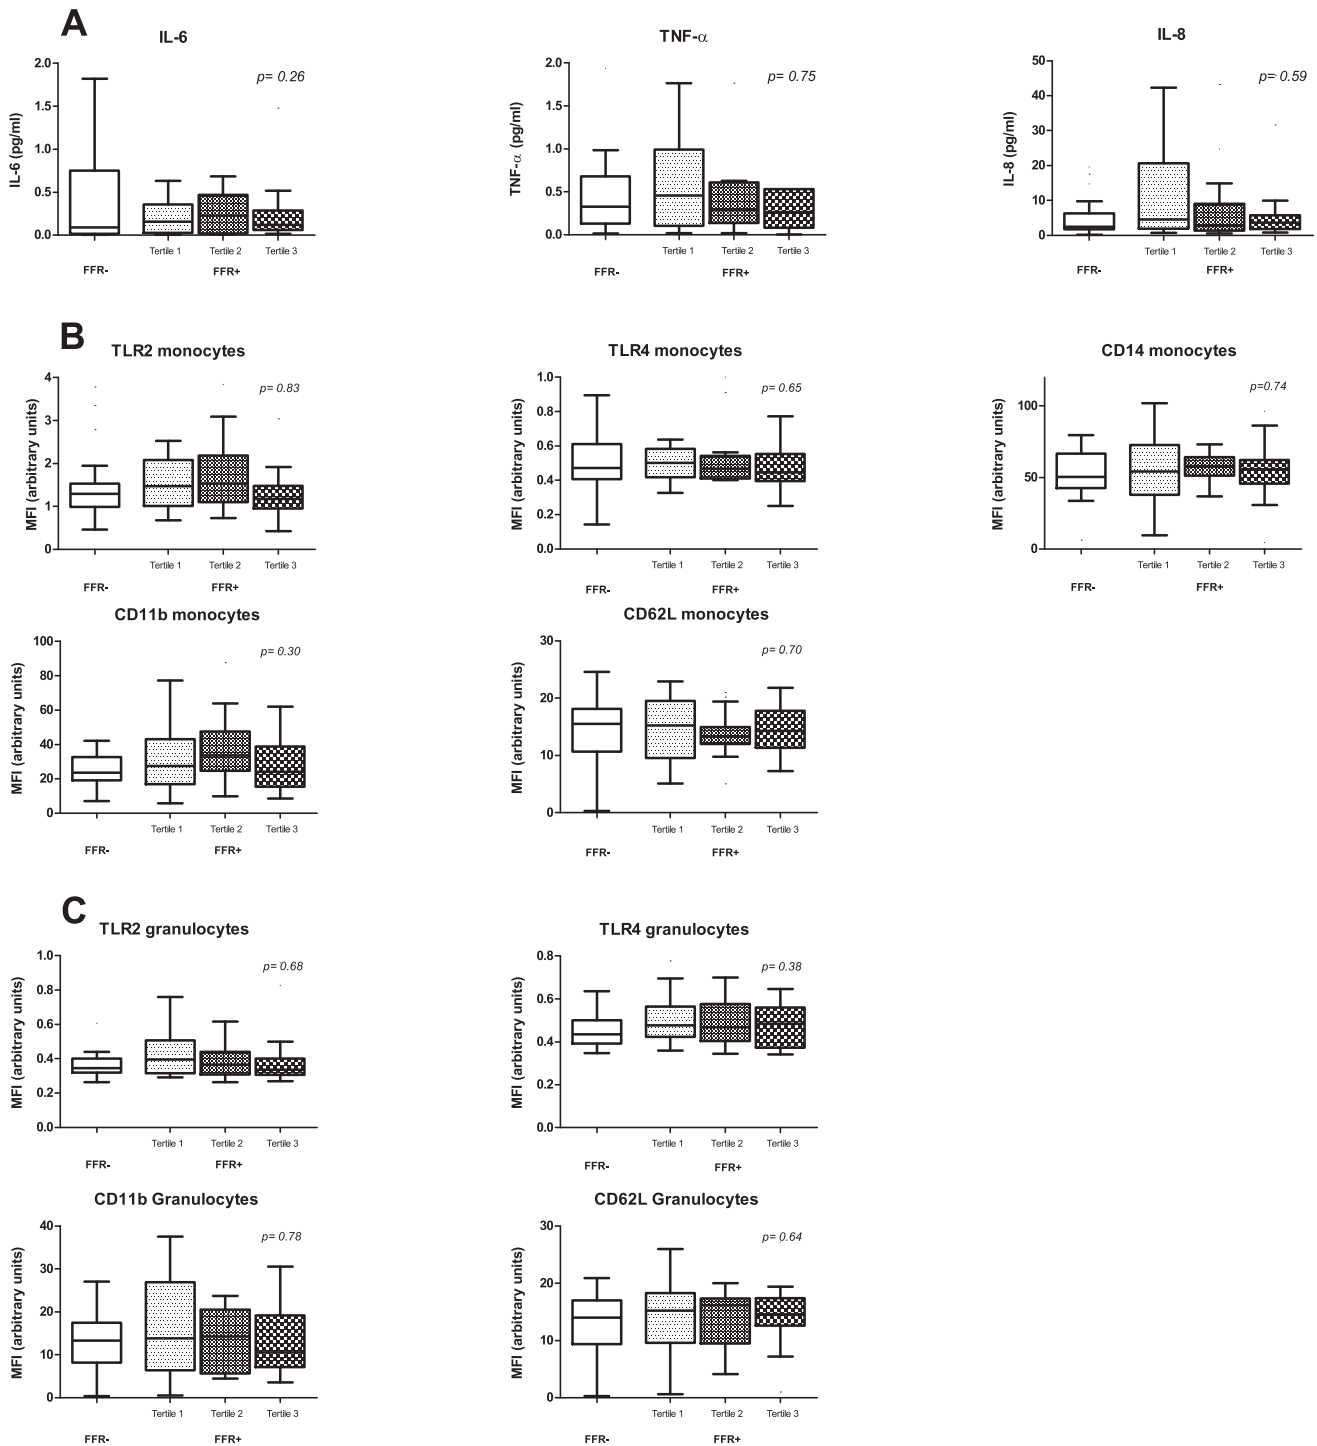 A
IL-6
TNF-α
IL-8
p= 0.26
p= 0.75
p= 0.59
IL-6 (pg/ml)
2.0
1.5
1.0
0.5
0.0
TNF-α (pg/ml)
2.0
1.5
1.0
0.5
0.0
IL-8 (pg/ml)
50
40
30
20
10
0
Tertile 1 Tertile 2 Tertile 3
FFR- FFR+
Tertile 1 Tertile 2 Tertile 3
FFR- FFR+
Tertile 1 Tertile 2 Tertile 3
FFR- FFR+
B
TLR2 monocytes
TLR4 monocytes
CD14 monocytes
p= 0.83
p= 0.65
p=0.74
MFI (arbitrary units)
4
3
2
1
0
MFI (arbitrary units)
1.0
0.8
0.6
0.4
0.2
0.0
MFI (arbitrary units)
100
50
0
Tertile 1 Tertile 2 Tertile 3
FFR- FFR+
Tertile 1 Tertile 2 Tertile 3
FFR- FFR+
Tertile 1 Tertile 2 Tertile 3
FFR- FFR+
CD11b monocytes
CD62L monocytes
p= 0.30
p= 0.70
MFI (arbitrary units)
100
80
60
40
20
0
MFI (arbitrary units)
30
20
10
0
Tertile 1 Tertile 2 Tertile 3
FFR- FFR+
Tertile 1 Tertile 2 Tertile 3
FFR- FFR+
C
TLR2 granulocytes
TLR4 granulocytes
p= 0.68
p= 0.38
MFI (arbitrary units)
1.0
0.8
0.6
0.4
0.2
0.0
MFI (arbitrary units)
0.8
0.6
0.4
0.2
0.0
Tertile 1 Tertile 2 Tertile 3
FFR- FFR+
Tertile 1 Tertile 2 Tertile 3
FFR- FFR+
CD11b Granulocytes
CD62L Granulocytes
p= 0.78
p= 0.64
MFI (arbitrary units)
40
30
20
10
0
MFI (arbitrary units)
30
20
10
0
Tertile 1 Tertile 2 Tertile 3
FFR- FFR+
Tertile 1 Tertile 2 Tertile 3
FFR- FFR+